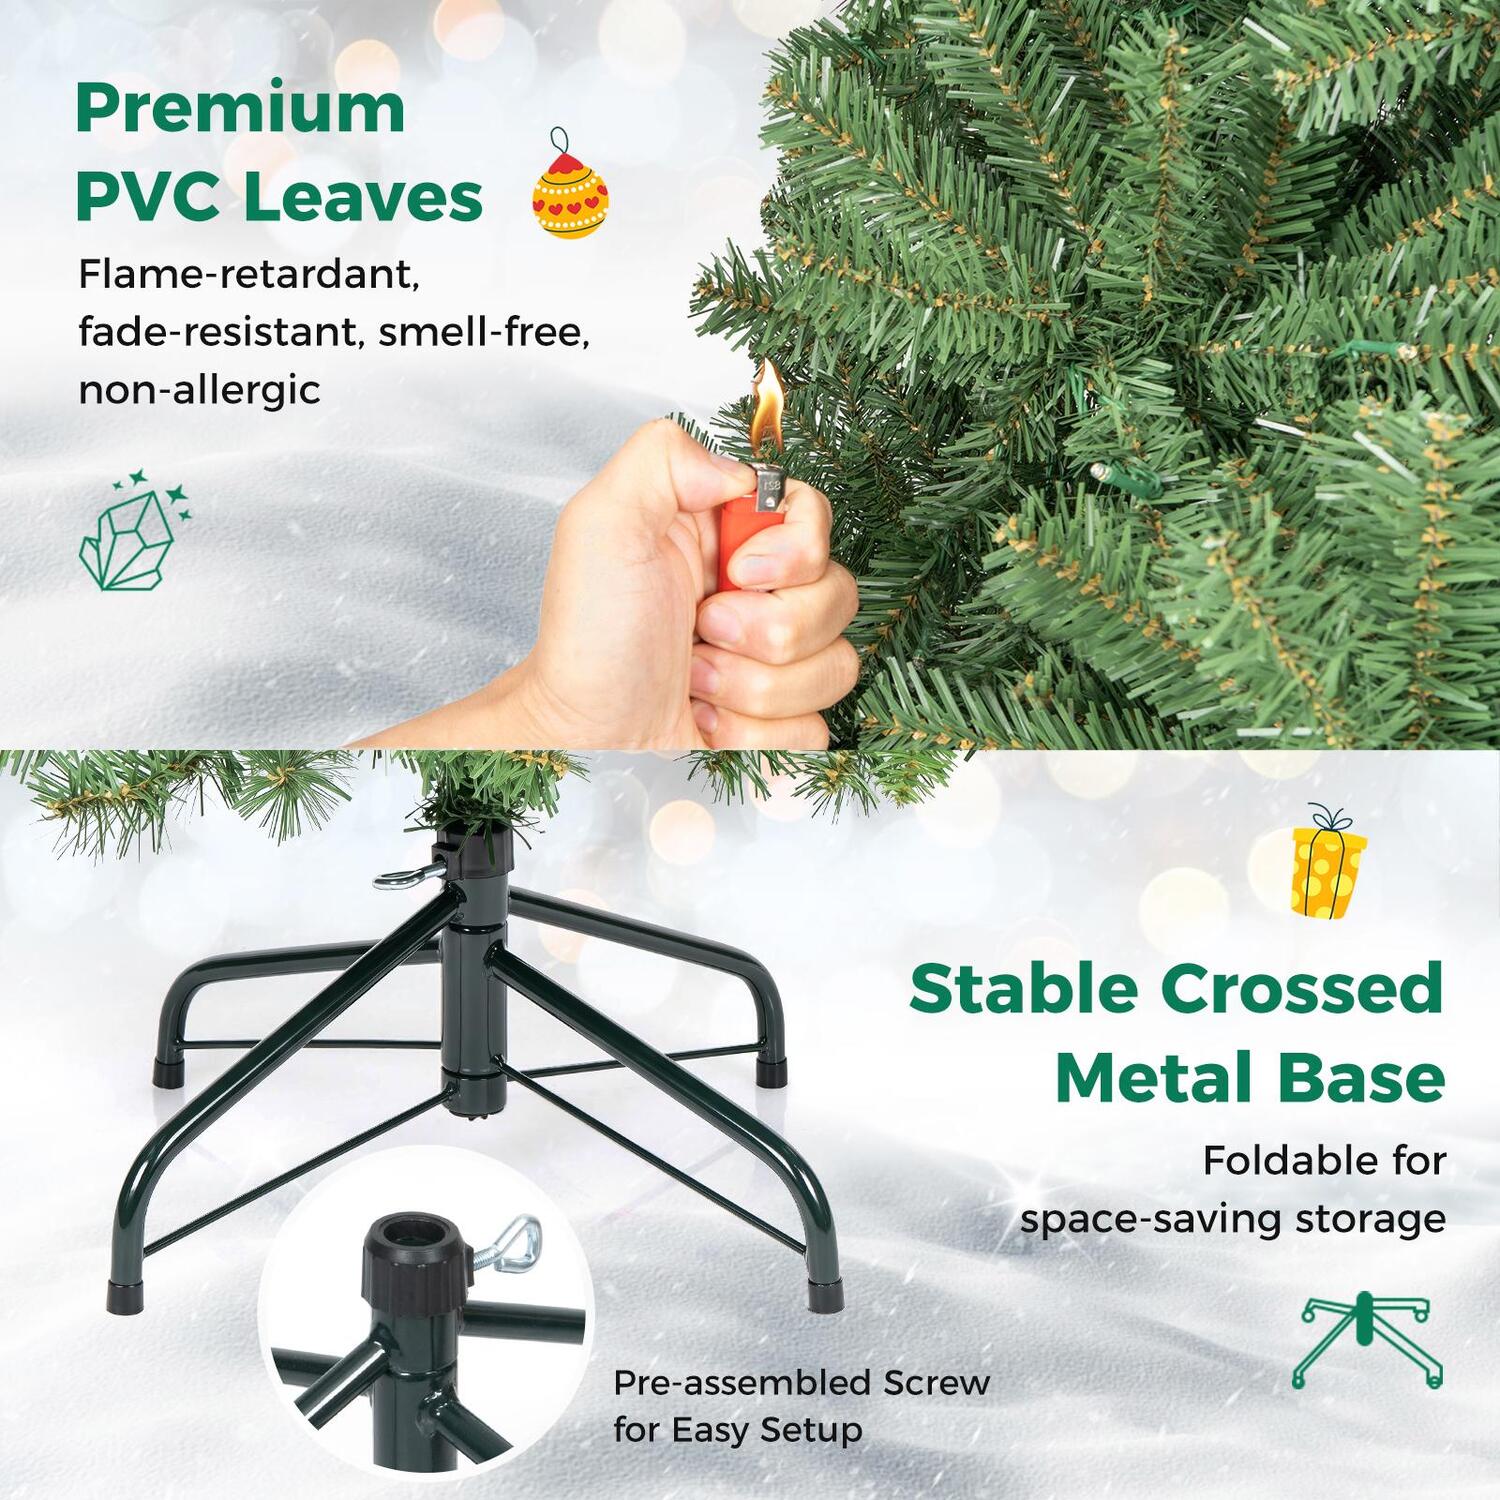 Premium
PVC Leaves
Flame-retardant,
fade-resistant, smell-free,
non-allergic
Stable Crossed
Metal Base
Foldable for
space-saving storage
Pre-assembled Screw
for Easy Setup